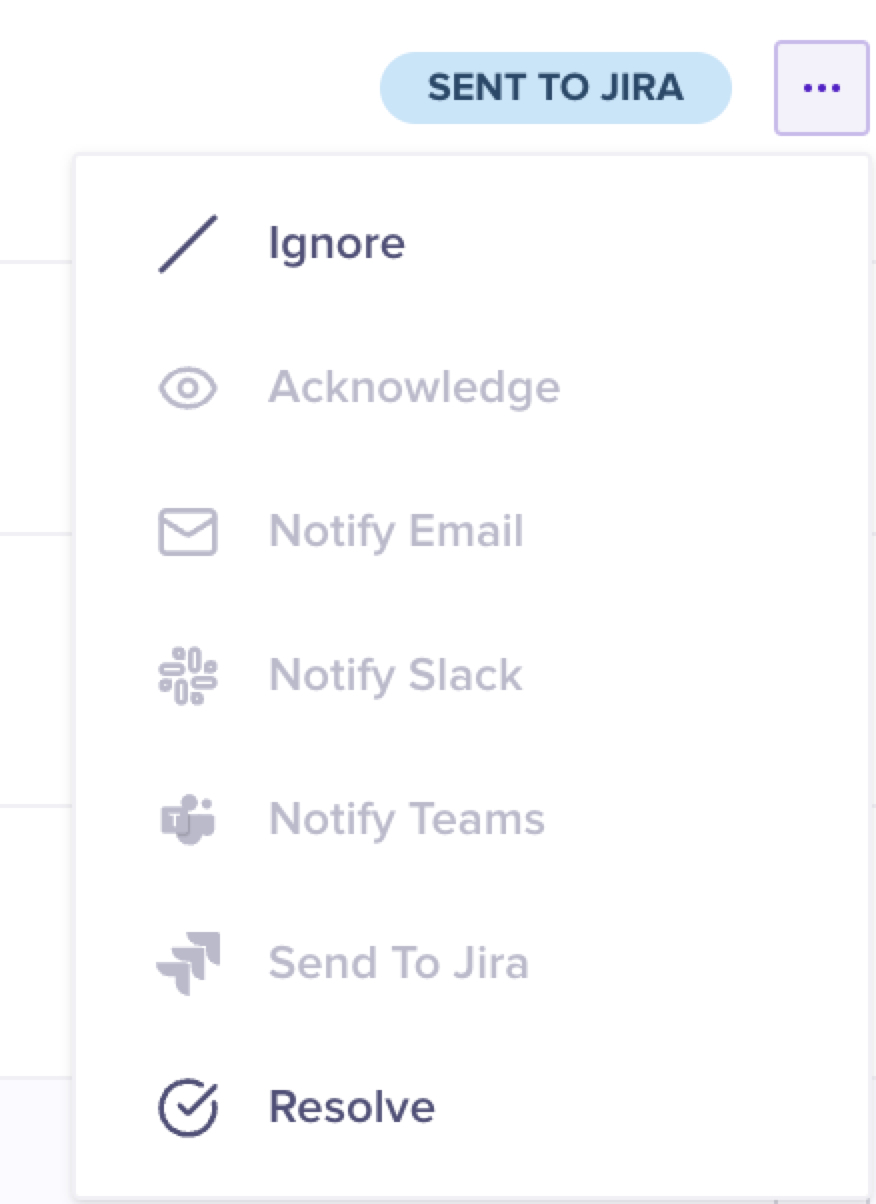 SENT TO JIRA
Ignore
Acknowledge
Notify Email
Notify Slack
Notify Teams
Send To Jira
Resolve